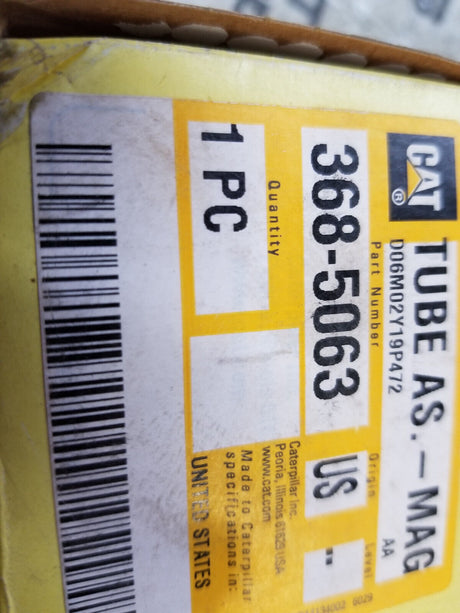 CAT
®
TUBE AS.-MAG
D06M02Y19P472
AA
Part Number
Origin
Level
368-5063
US
--
Quantity
1 PC
Caterpillar Inc.
Peoria, Illinois 61629 USA
www.cat.com
Made to Caterpillar
specifications in:
UNITED STATES
6029